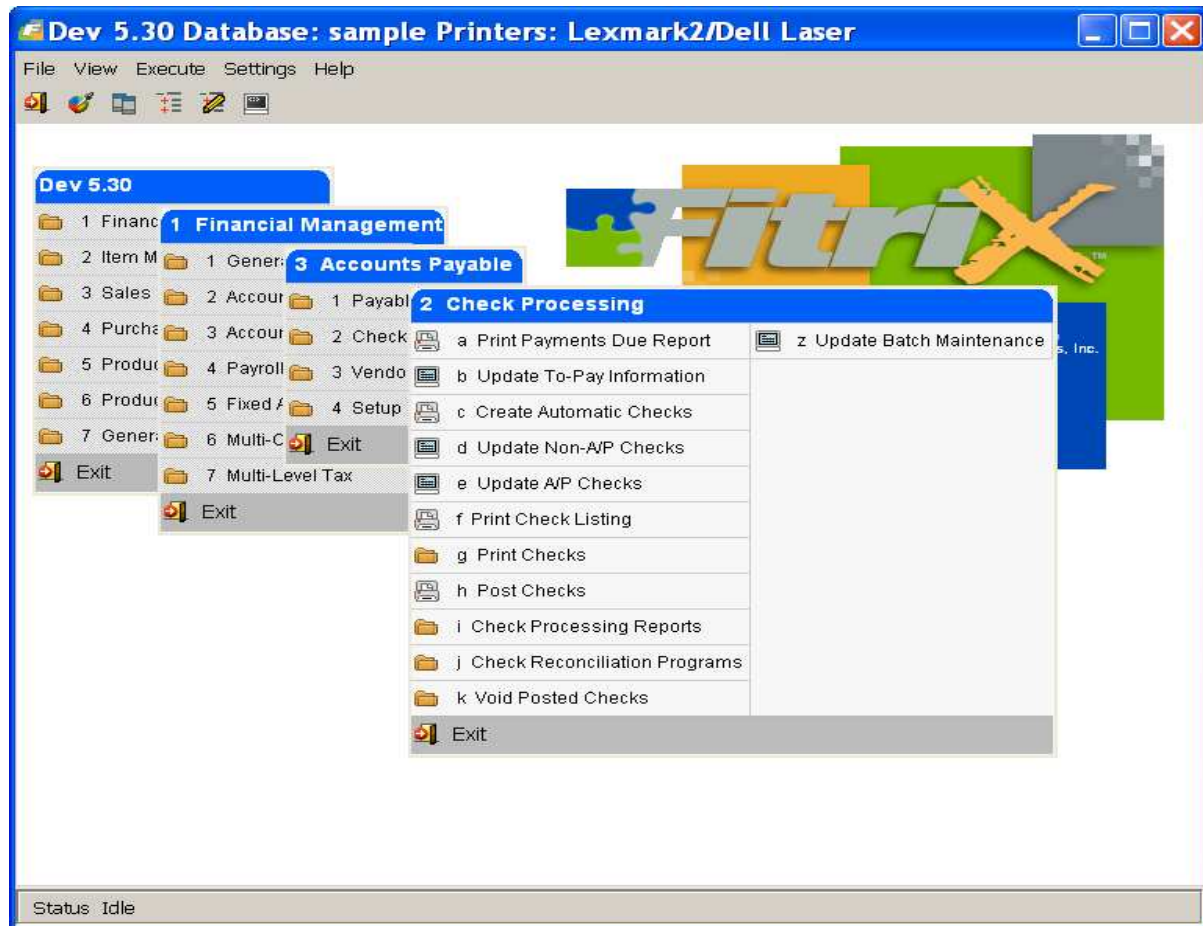 Dev 5.30 Database: sample Printers: Lexmark2/Dell Laser
File View Execute Settings Help
FitriX
TM
s, Inc.
Dev 5.30
1 Financ
2 Item M
3 Sales
4 Purcha
5 Produc
6 Produc
7 Genera
Exit
1 Financial Management
1 Genera
2 Accour
3 Accour
4 Payroll
5 Fixed A
6 Multi-C
7 Multi-Level Tax
Exit
3 Accounts Payable
1 Payabl
2 Check
3 Vendo
4 Setup
Exit
2 Check Processing
a Print Payments Due Report
b Update To-Pay Information
c Create Automatic Checks
d Update Non-A/P Checks
e Update A/P Checks
f Print Check Listing
g Print Checks
h Post Checks
i Check Processing Reports
j Check Reconciliation Programs
k Void Posted Checks
z Update Batch Maintenance
Exit
Status Idle